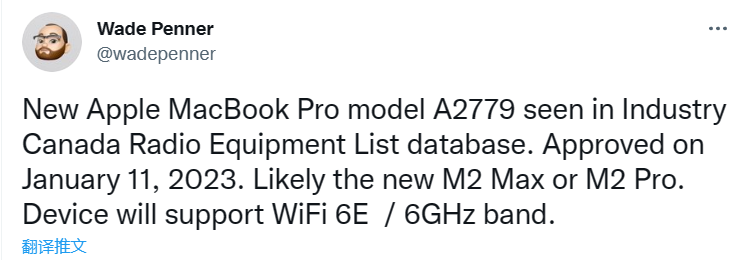 Wade Penner
@wadepenner
New Apple MacBook Pro model A2779 seen in Industry
Canada Radio Equipment List database. Approved on
January 11, 2023. Likely the new M2 Max or M2 Pro.
Device will support WiFi 6E  / 6GHz band.
翻译推文